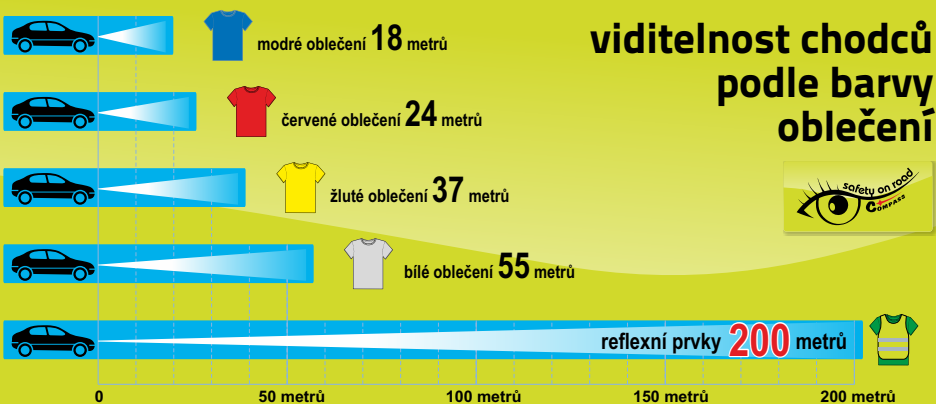 viditelnost chodců
podle barvy
oblečení
modré oblečení 18 metrů
červené oblečení 24 metrů
žluté oblečení 37 metrů
bílé oblečení 55 metrů
reflexní prvky 200 metrů
safety on road
COMPASS
0 50 metrů 100 metrů 150 metrů 200 metrů